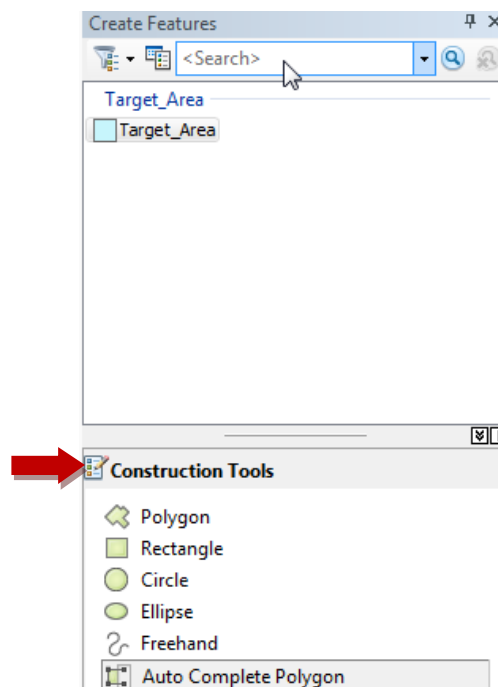 Create Features
<Search>
Target_Area
Target_Area
Construction Tools
Polygon
Rectangle
Circle
Ellipse
Freehand
Auto Complete Polygon